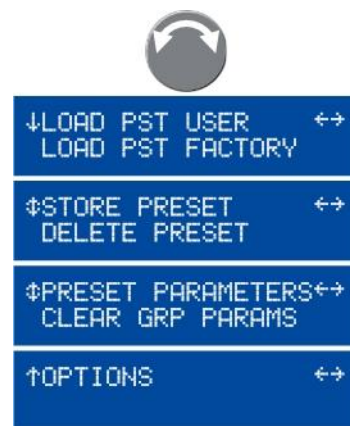 ↓LOAD PST USER ↔
LOAD PST FACTORY
↕STORE PRESET ↔
DELETE PRESET
↕PRESET PARAMETERS↔
CLEAR GRP PARAMS
↑OPTIONS ↔